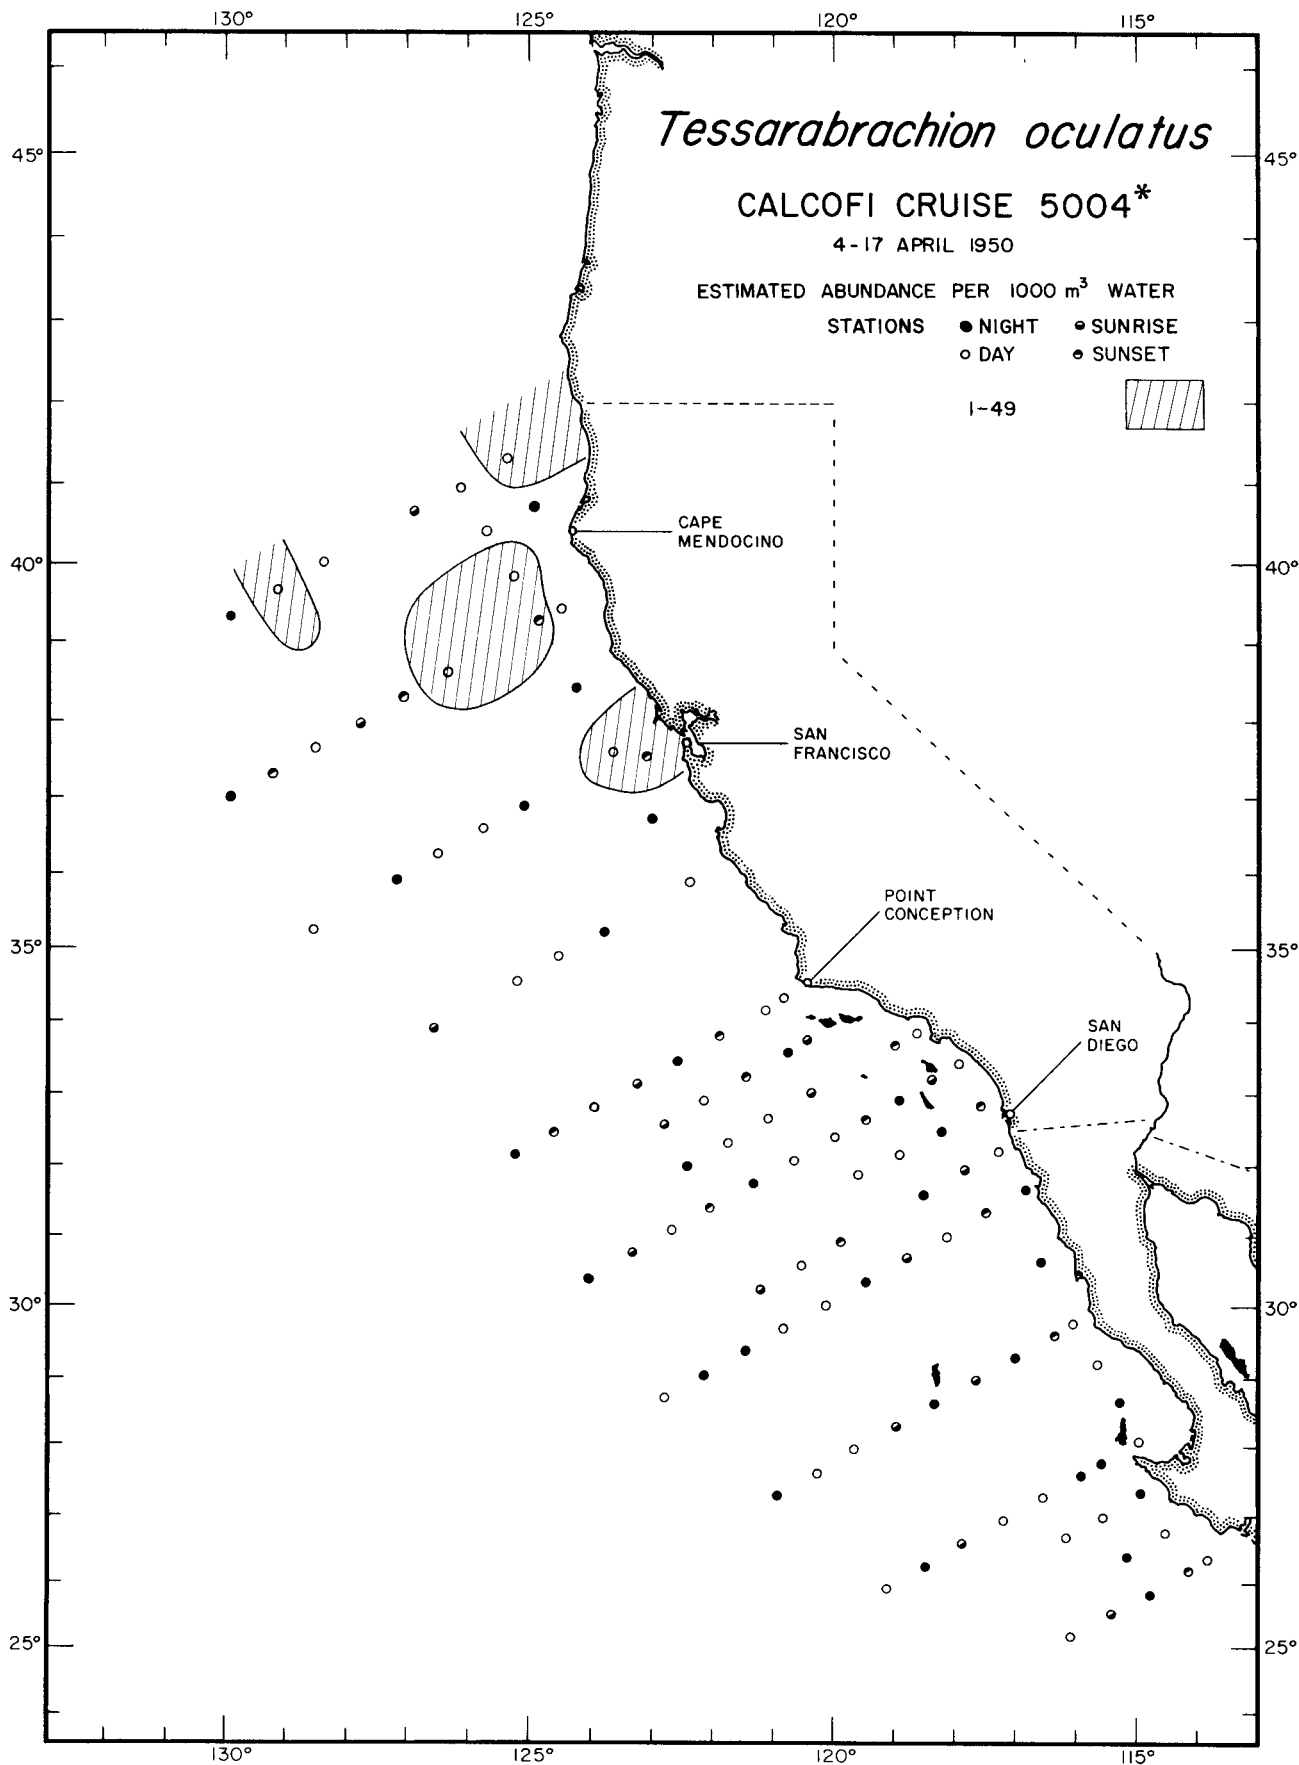 130° 125° 120° 115°
Tessarabrachion oculatus
45° 45°
CALCOFI CRUISE 5004*
4-17 APRIL 1950
ESTIMATED ABUNDANCE PER 1000 m³ WATER
STATIONS NIGHT SUNRISE
DAY SUNSET
1-49
CAPE
MENDOCINO
40° 40°
SAN
FRANCISCO
POINT
CONCEPTION
35° 35°
SAN
DIEGO
30° 30°
25° 25°
130° 125° 120° 115°